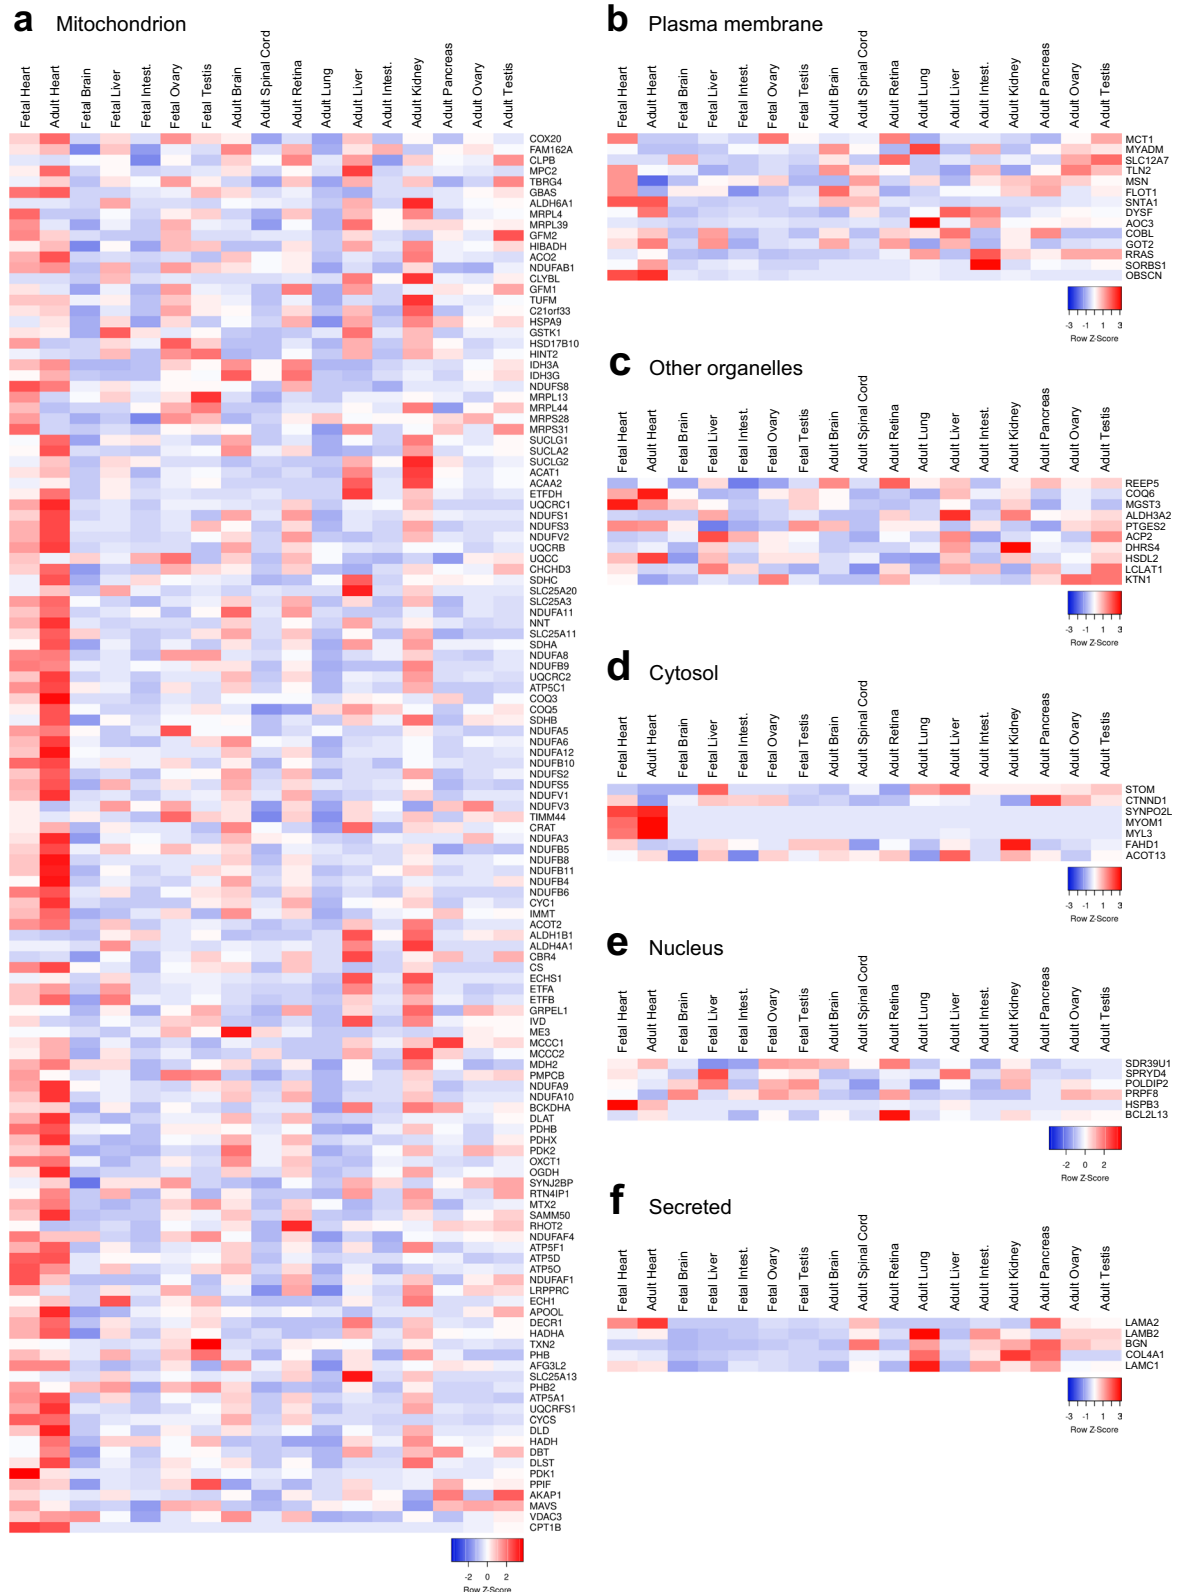 a Mitochondrion
Fetal Heart
Adult Heart
Fetal Brain
Fetal Liver
Fetal Intest.
Fetal Ovary
Fetal Testis
Adult Brain
Adult Spinal Cord
Adult Retina
Adult Lung
Adult Liver
Adult Intest.
Adult Kidney
Adult Pancreas
Adult Ovary
Adult Testis
COX20
FAM162A
CLPB
MPC2
TBRG4
GBAS
ALDH6A1
MRPL4
MRPL39
GFM2
HIBADH
ACO2
NDUFAB1
CLYBL
GFM1
TUFM
C21orf33
HSPA9
GSTK1
HSD17B10
HINT2
IDH3A
IDH3G
NDUFS8
MRPL13
MRPL44
MRPS28
MRPS31
SUCLG1
SUCLA2
SUCLG2
ACAT1
ACAA2
ETFDH
UQCRC1
NDUFS1
NDUFS3
NDUFV2
UQCRB
UQCC
CHCHD3
SDHC
SLC25A20
SLC25A3
NDUFA11
NNT
SLC25A11
SDHA
NDUFA8
NDUFB9
UQCRC2
ATP5C1
COQ3
COQ5
SDHB
NDUFA5
NDUFA6
NDUFA12
NDUFB10
NDUFS2
NDUFS5
NDUFV1
NDUFV3
TIMM44
CRAT
NDUFA3
NDUFB5
NDUFB8
NDUFB11
NDUFB4
NDUFB6
CYC1
IMMT
ACOT2
ALDH1B1
ALDH4A1
CBR4
CS
ECHS1
ETFA
ETFB
GRPEL1
IVD
ME3
MCCC1
MCCC2
MDH2
PMPCB
NDUFA9
NDUFA10
BCKDHA
DLAT
PDHB
PDHX
PDK2
OXCT1
OGDH
SYNJ2BP
RTN4IP1
MTX2
SAMM50
RHOT2
NDUFAF4
ATP5F1
ATP5D
ATP5O
NDUFAF1
LRPPRC
ECH1
APOOL
DECR1
HADHA
TXN2
PHB
AFG3L2
SLC25A13
PHB2
ATP5A1
UQCRFS1
CYCS
DLD
HADH
DBT
DLST
PDK1
PPIF
AKAP1
MAVS
VDAC3
CPT1B
-2 0 2
Row Z-Score
b Plasma membrane
Fetal Heart
Adult Heart
Fetal Brain
Fetal Liver
Fetal Intest.
Fetal Ovary
Fetal Testis
Adult Brain
Adult Spinal Cord
Adult Retina
Adult Lung
Adult Liver
Adult Intest.
Adult Kidney
Adult Pancreas
Adult Ovary
Adult Testis
MCT1
MYADM
SLC12A7
TLN2
MSN
FLOT1
SNTA1
DYSF
AOC3
COBL
GOT2
RRAS
SORBS1
OBSCN
-3 -1 1 3
Row Z-Score
c Other organelles
Fetal Heart
Adult Heart
Fetal Brain
Fetal Liver
Fetal Intest.
Fetal Ovary
Fetal Testis
Adult Brain
Adult Spinal Cord
Adult Retina
Adult Lung
Adult Liver
Adult Intest.
Adult Kidney
Adult Pancreas
Adult Ovary
Adult Testis
REEP5
COQ6
MGST3
ALDH3A2
PTGES2
ACP2
DHRS4
HSDL2
LCLAT1
KTN1
-3 -1 1 3
Row Z-Score
d Cytosol
Fetal Heart
Adult Heart
Fetal Brain
Fetal Liver
Fetal Intest.
Fetal Ovary
Fetal Testis
Adult Brain
Adult Spinal Cord
Adult Retina
Adult Lung
Adult Liver
Adult Intest.
Adult Kidney
Adult Pancreas
Adult Ovary
Adult Testis
STOM
CTNND1
SYNPO2L
MYOM1
MYL3
FAHD1
ACOT13
-3 -1 1 3
Row Z-Score
e Nucleus
Fetal Heart
Adult Heart
Fetal Brain
Fetal Liver
Fetal Intest.
Fetal Ovary
Fetal Testis
Adult Brain
Adult Spinal Cord
Adult Retina
Adult Lung
Adult Liver
Adult Intest.
Adult Kidney
Adult Pancreas
Adult Ovary
Adult Testis
SDR39U1
SPRYD4
POLDIP2
PRPF8
HSPB3
BCL2L13
-2 0 2
Row Z-Score
f Secreted
Fetal Heart
Adult Heart
Fetal Brain
Fetal Liver
Fetal Intest.
Fetal Ovary
Fetal Testis
Adult Brain
Adult Spinal Cord
Adult Retina
Adult Lung
Adult Liver
Adult Intest.
Adult Kidney
Adult Pancreas
Adult Ovary
Adult Testis
LAMA2
LAMB2
BGN
COL4A1
LAMC1
-3 -1 1 3
Row Z-Score